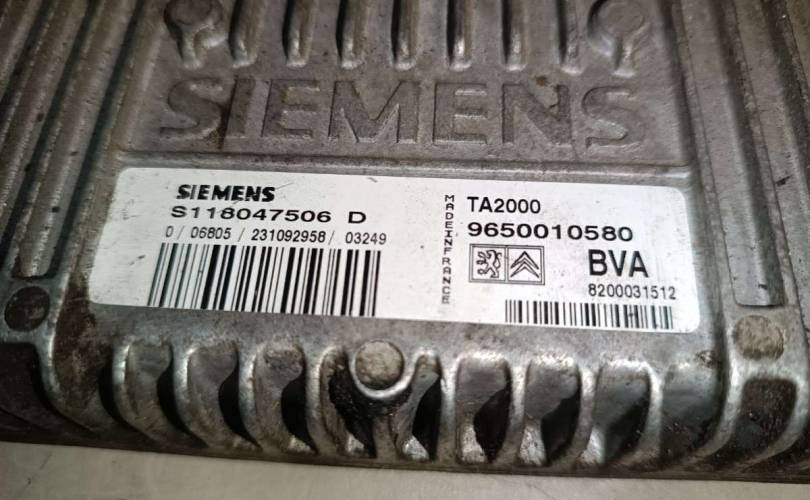 SIEMENS
SIEMENS
S118047506 D
0/ 06805 / 231092958/ 03249
MADE IN FRANCE
TA2000
9650010580
BVA
8200031512